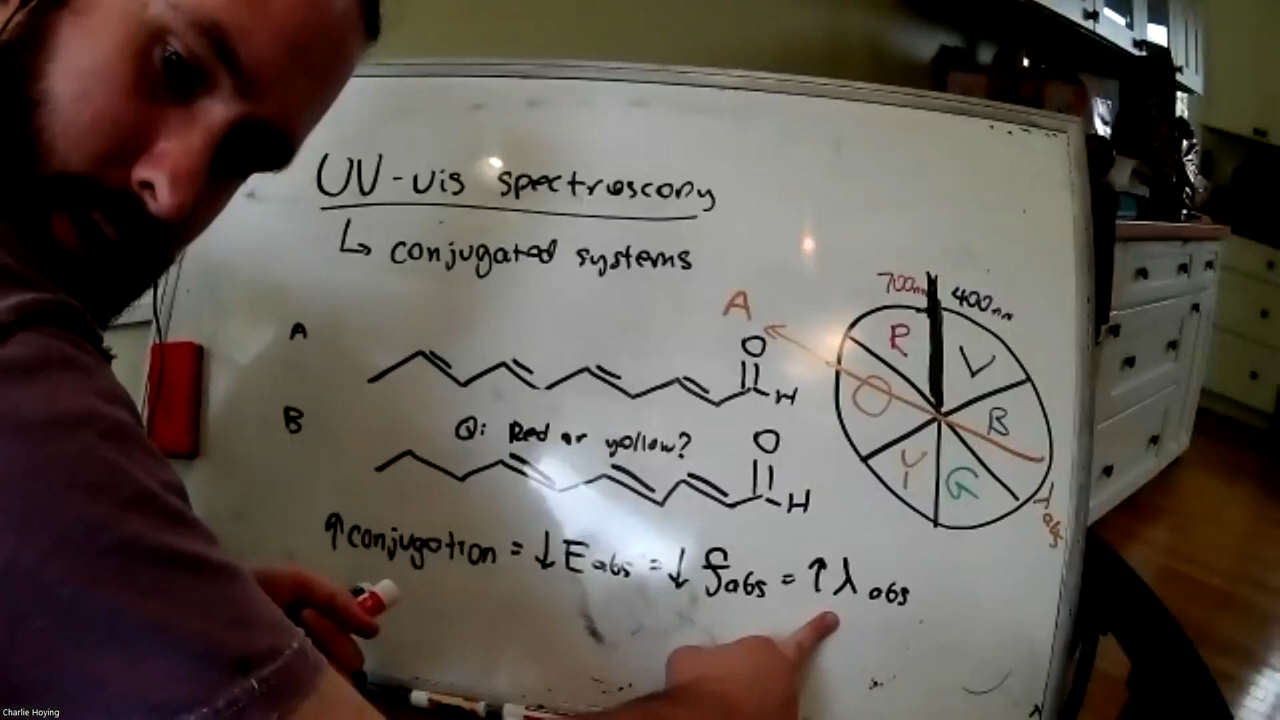 UV-vis spectroscopy
↳ conjugated systems
A
O
H
B
Q: Red or yellow?
O
H
↑conjugation = ↓Eabs = ↓fabs = ↑λabs
A
700nm 400nm
R V
O B
Y G
λabs
Charlie Hoying